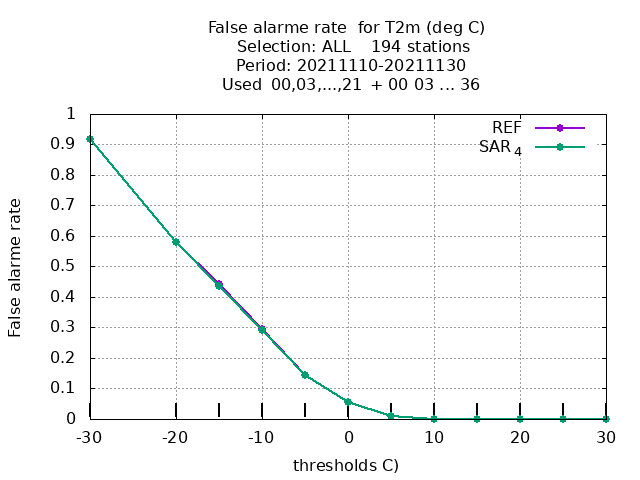 False alarme rate  for T2m (deg C)
Selection: ALL    194 stations
Period: 20211110-20211130
Used  00,03,...,21  + 00 03 ... 36
REF
SAR 4
False alarme rate
1
0.9
0.8
0.7
0.6
0.5
0.4
0.3
0.2
0.1
0
-30 -20 -10 0 10 20 30
thresholds C)